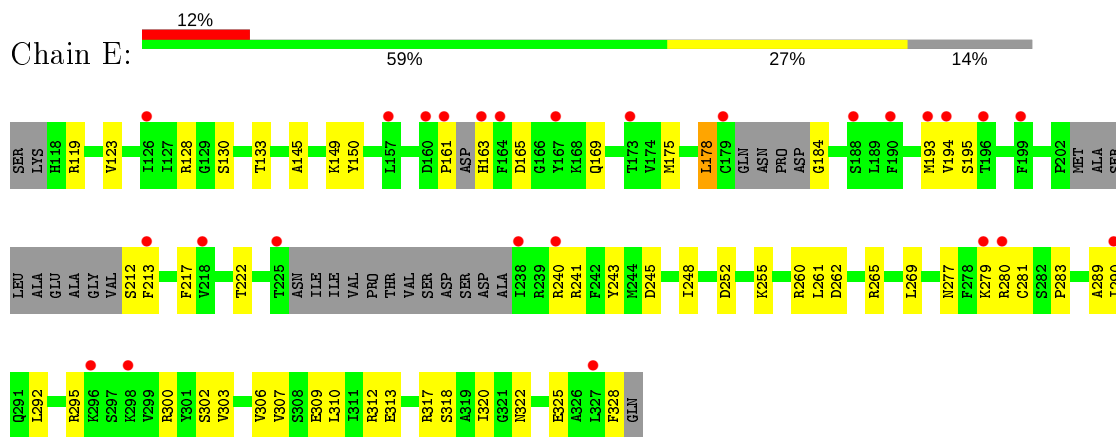 12%
Chain E:
59% 27% 14%
SER LYS H118 R119 V123 I126 I127 R128 G129 S130 T133 A145 K149 Y150 L157 D160 P161 ASP H163 F164 D165 G166 Y167 K168 Q169 T173 V174 M175 L178 C179 GLN ASN PRO ASP G184 S188 L189 F190 M193 V194 S195 T196 F199 P202 MET ALA SER
LEU ALA GLU ALA ALA GLY VAL S212 F213 F217 V218 T222 T225 ASN ILE ILE VAL PRO THR VAL SER ASP SER ASP ALA I238 R239 R240 R241 F242 Y243 M244 D245 I248 D252 K255 R260 L261 D262 R265 L269 N277 F278 K279 R280 C281 S282 P283 A289 I290
Q291 L292 R295 K296 S297 K298 V299 R300 Y301 S302 V303 V306 V307 S308 E309 L310 I311 R312 E313 R317 S318 A319 I320 G321 N322 E325 A326 L327 F328 GLN